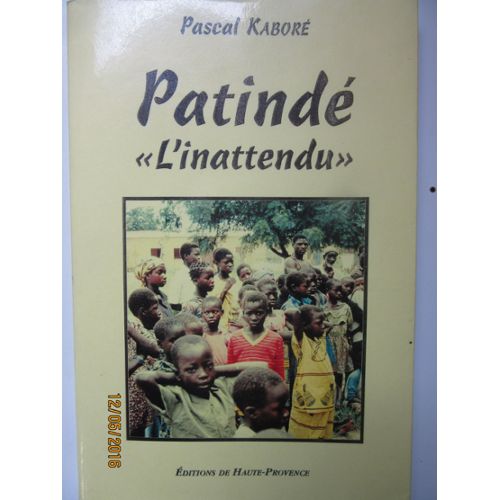 Pascal KABORÉ
Patindé
«L'inattendu»
12/05/2016
ÉDITIONS DE HAUTE-PROVENCE